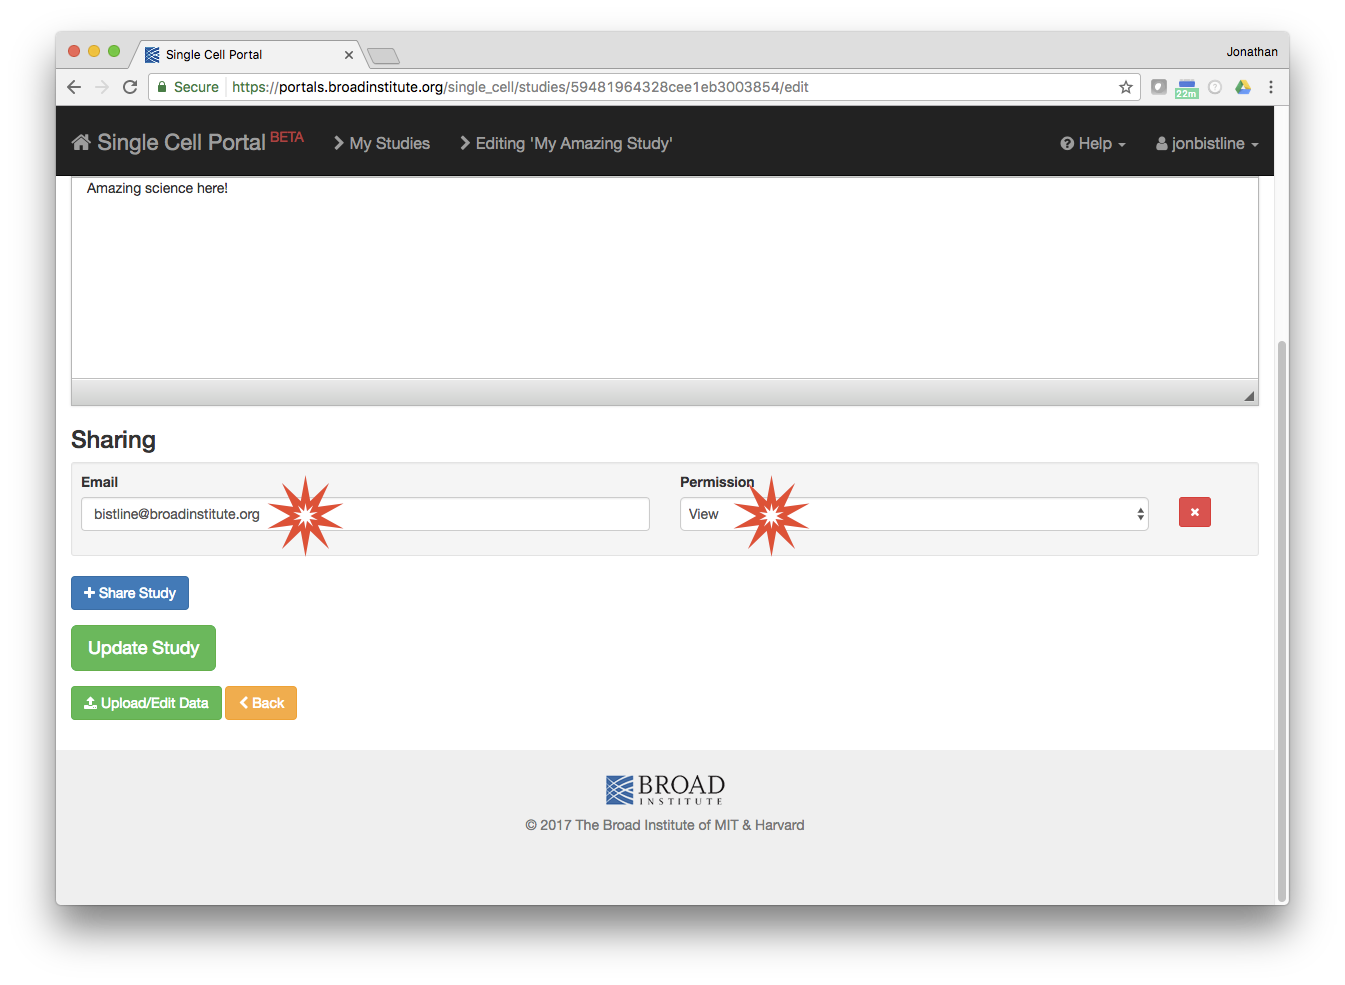 Single Cell Portal
Jonathan
Secure
https://portals.broadinstitute.org/single_cell/studies/59481964328cee1eb3003854/edit
22m
Single Cell Portal BETA
My Studies
Editing 'My Amazing Study'
Help
jonbistline
Amazing science here!
Sharing
Email
Permission
bistline@broadinstitute.org
View
Share Study
Update Study
Upload/Edit Data
Back
BROAD
INSTITUTE
© 2017 The Broad Institute of MIT & Harvard